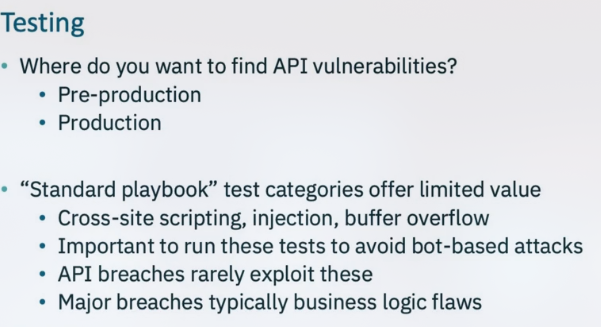 Testing
• Where do you want to find API vulnerabilities?
• Pre-production
• Production
• “Standard playbook” test categories offer limited value
• Cross-site scripting, injection, buffer overflow
• Important to run these tests to avoid bot-based attacks
• API breaches rarely exploit these
• Major breaches typically business logic flaws